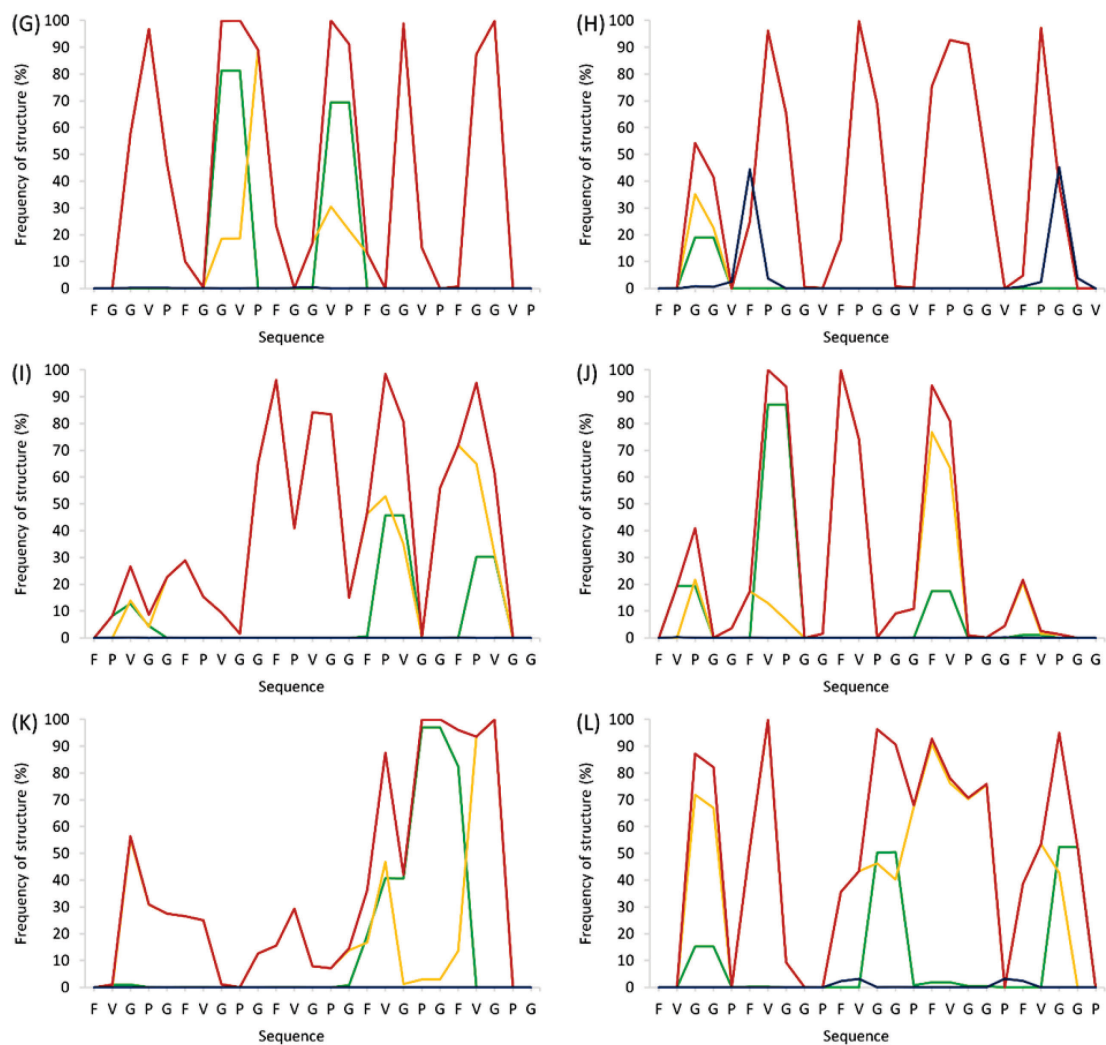 (G)
Frequency of structure (%)
100
90
80
70
60
50
40
30
20
10
0
F G G V P F G G V P F G G V P F G G V P F G G V P
Sequence
(H)
Frequency of structure (%)
100
90
80
70
60
50
40
30
20
10
0
F P G G V F P G G V F P G G V F P G G V F P G G V
Sequence
(I)
Frequency of structure (%)
100
90
80
70
60
50
40
30
20
10
0
F P V G G F P V G G F P V G G F P V G G F P V G G
Sequence
(J)
Frequency of structure (%)
100
90
80
70
60
50
40
30
20
10
0
F V P G G F V P G G F V P G G F V P G G F V P G G
Sequence
(K)
Frequency of structure (%)
100
90
80
70
60
50
40
30
20
10
0
F V G P G F V G P G F V G P G F V G P G F V G P G
Sequence
(L)
Frequency of structure (%)
100
90
80
70
60
50
40
30
20
10
0
F V G G P F V G G P F V G G P F V G G P F V G G P
Sequence